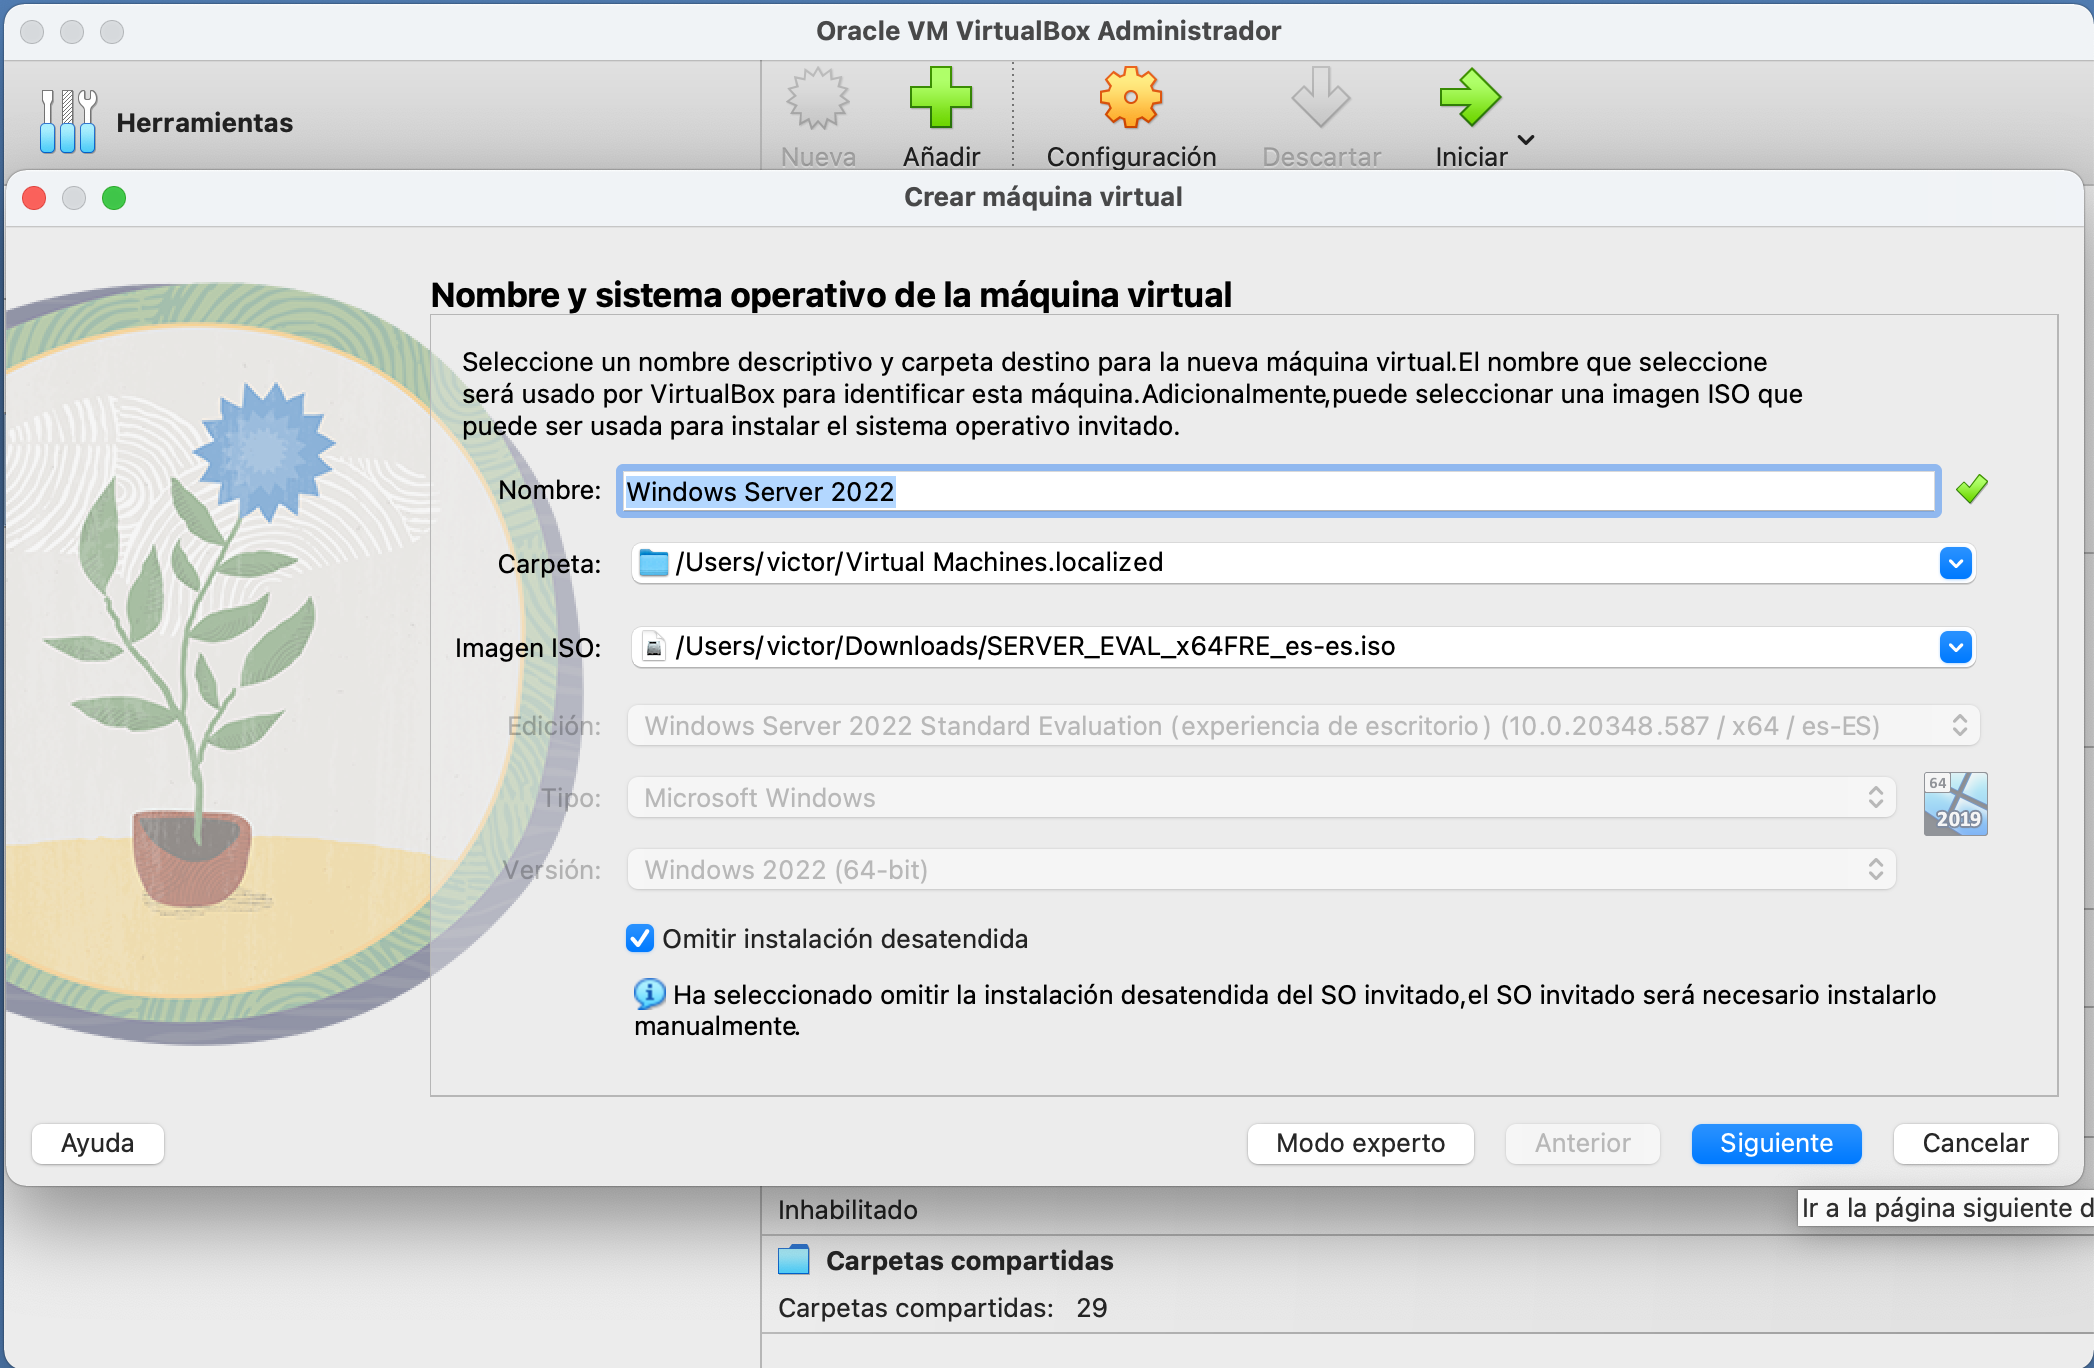 Oracle VM VirtualBox Administrador
Herramientas
Nueva
Añadir
Configuración
Descartar
Iniciar
Crear máquina virtual
Nombre y sistema operativo de la máquina virtual
Seleccione un nombre descriptivo y carpeta destino para la nueva máquina virtual.El nombre que seleccione
será usado por VirtualBox para identificar esta máquina.Adicionalmente,puede seleccionar una imagen ISO que
puede ser usada para instalar el sistema operativo invitado.
Nombre: Windows Server 2022
Carpeta: /Users/victor/Virtual Machines.localized
Imagen ISO: /Users/victor/Downloads/SERVER_EVAL_x64FRE_es-es.iso
Edición: Windows Server 2022 Standard Evaluation (experiencia de escritorio) (10.0.20348.587 / x64 / es-ES)
Tipo: Microsoft Windows
64
2019
Versión: Windows 2022 (64-bit)
Omitir instalación desatendida
Ha seleccionado omitir la instalación desatendida del SO invitado,el SO invitado será necesario instalarlo
manualmente.
Ayuda
Modo experto
Anterior
Siguiente
Cancelar
Inhabilitado
Ir a la página siguiente d
Carpetas compartidas
Carpetas compartidas: 29